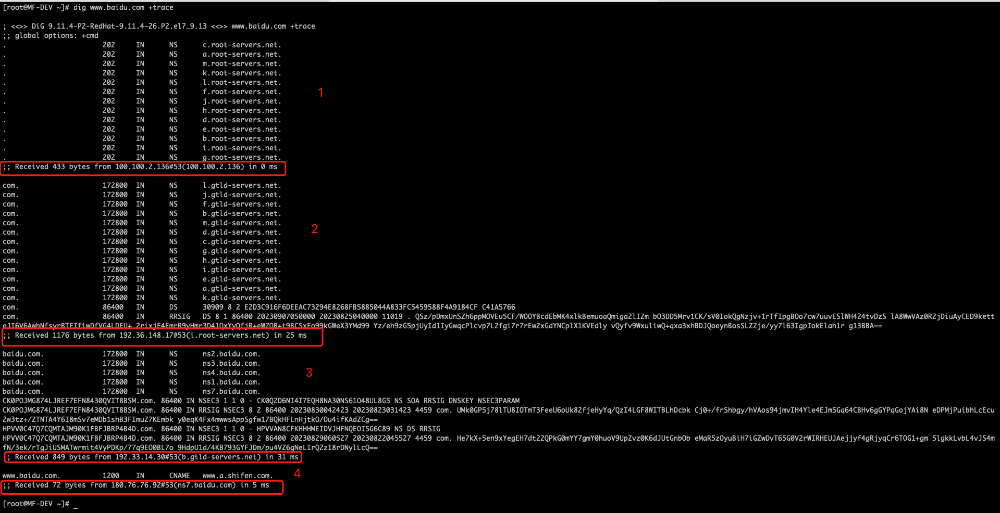 [root@MF-DEV ~]# dig www.baidu.com +trace
; <<>> DiG 9.11.4-P2-RedHat-9.11.4-26.P2.el7_9.13 <<>> www.baidu.com +trace
;; global options: +cmd
. 202 IN NS c.root-servers.net.
. 202 IN NS a.root-servers.net.
. 202 IN NS m.root-servers.net.
. 202 IN NS k.root-servers.net.
. 202 IN NS l.root-servers.net.
. 202 IN NS f.root-servers.net.
1
. 202 IN NS j.root-servers.net.
. 202 IN NS h.root-servers.net.
. 202 IN NS d.root-servers.net.
. 202 IN NS e.root-servers.net.
. 202 IN NS b.root-servers.net.
. 202 IN NS i.root-servers.net.
. 202 IN NS g.root-servers.net.
;; Received 433 bytes from 100.100.2.136#53(100.100.2.136) in 0 ms
com. 172800 IN NS l.gtld-servers.net.
com. 172800 IN NS j.gtld-servers.net.
com. 172800 IN NS f.gtld-servers.net.
com. 172800 IN NS b.gtld-servers.net.
com. 172800 IN NS m.gtld-servers.net.
2
com. 172800 IN NS d.gtld-servers.net.
com. 172800 IN NS c.gtld-servers.net.
com. 172800 IN NS g.gtld-servers.net.
com. 172800 IN NS h.gtld-servers.net.
com. 172800 IN NS i.gtld-servers.net.
com. 172800 IN NS e.gtld-servers.net.
com. 172800 IN NS a.gtld-servers.net.
com. 172800 IN NS k.gtld-servers.net.
com. 86400 IN DS 30909 8 2 E2D3C916F6DEEAC73294E8268FB5885044A833FC5459588F4A9184CF C41A5766
com. 86400 IN RRSIG DS 8 1 86400 20230907050000 20230825040000 11019 . QSz/pDmxUnSZh6ppMOVEu5CF/WOOYBcdEbMK4xlkBemuoaQmiga2lIZm bO3DD5Mrv1CK/sV0IokQgNzjv+1rTfIpgBOo7cw7uuvESlWH424tvDzS lA8WwVAz0R2jDiuAyCED9kett
Yz/eh9zG5pjUyId1IyGwqcPlcvp7L2fgi7r7rEw2xGdYNCplX1KVEdly vQyfv9WxuliwQ+qxa3xhBDJQoeynBosSLZ2je/yy7l63IgpIokElah1r g13BBA==
;; Received 1176 bytes from 192.36.148.17#53(i.root-servers.net) in 25 ms
baidu.com. 172800 IN NS ns2.baidu.com.
baidu.com. 172800 IN NS ns3.baidu.com.
baidu.com. 172800 IN NS ns4.baidu.com.
3
baidu.com. 172800 IN NS ns1.baidu.com.
baidu.com. 172800 IN NS ns7.baidu.com.
CK0POJMG874LJREF7EFN8430QVIT8BSM.com. 86400 IN NSEC3 1 1 0 - CK0Q2D6NI4I7EQH8NA30NS61O48UL8G5 NS SOA RRSIG DNSKEY NSEC3PARAM
CK0POJMG874LJREF7EFN8430QVIT8BSM.com. 86400 IN RRSIG NSEC3 8 2 86400 20230830042423 20230823031423 4459 com. UMk0GP5j78lTU8IOTmT3FeeU6oUk82fjeHyYq/QzI4LGF8WITBLhDcbk Cj0+/frShbgy/hVAos94jmvIH4Yle4EJm5Gq64CBHv6gGYPqGojYAi8N eDPMjPuibhLcEcu
2w3tz+/ZTNTA4Y6I8mSv7eMDb1shB3FImuZ7KEmbk y0eqK4Fx4mwwsAppSgfw17BQkHFLnHjtkO/Ou4ifKAdZCg==
HPVV0C47Q7CQMTAJM90K1FBFJBRP4B4D.com. 86400 IN NSEC3 1 1 0 - HPVVAN8CFKHHHMEIDVJHFNQEOI5G6C89 NS DS RRSIG
HPVV0C47Q7CQMTAJM90K1FBFJBRP4B4D.com. 86400 IN RRSIG NSEC3 8 2 86400 20230829060527 20230822045527 4459 com. He7kX+5en9xYegEH7dt22QPkG0mYY7gmY0huoV9UpZvz0K6dJUtGnbOb eMaR5zOyuBiH7iGZwDvT65G0V2rWIRHEUJAejjyf4gRjyqCr6TOG1+gm 5lgkkLvbL4vJS4m
fN/3ek/rTgJiUSMATwrmit4VyPDKp/77q9EO0BL7o 9HdpU1d/4KB793GYFJDm/pu4VZ6gNeLIrQ2zI8rDNylLcQ==
; Received 849 bytes from 192.33.14.30#53(b.gtld-servers.net) in 31 ms
www.baidu.com. 1200 IN CNAME www.a.shifen.com.
4
;; Received 72 bytes from 180.76.76.92#53(ns7.baidu.com) in 5 ms
[root@MF-DEV ~]# _